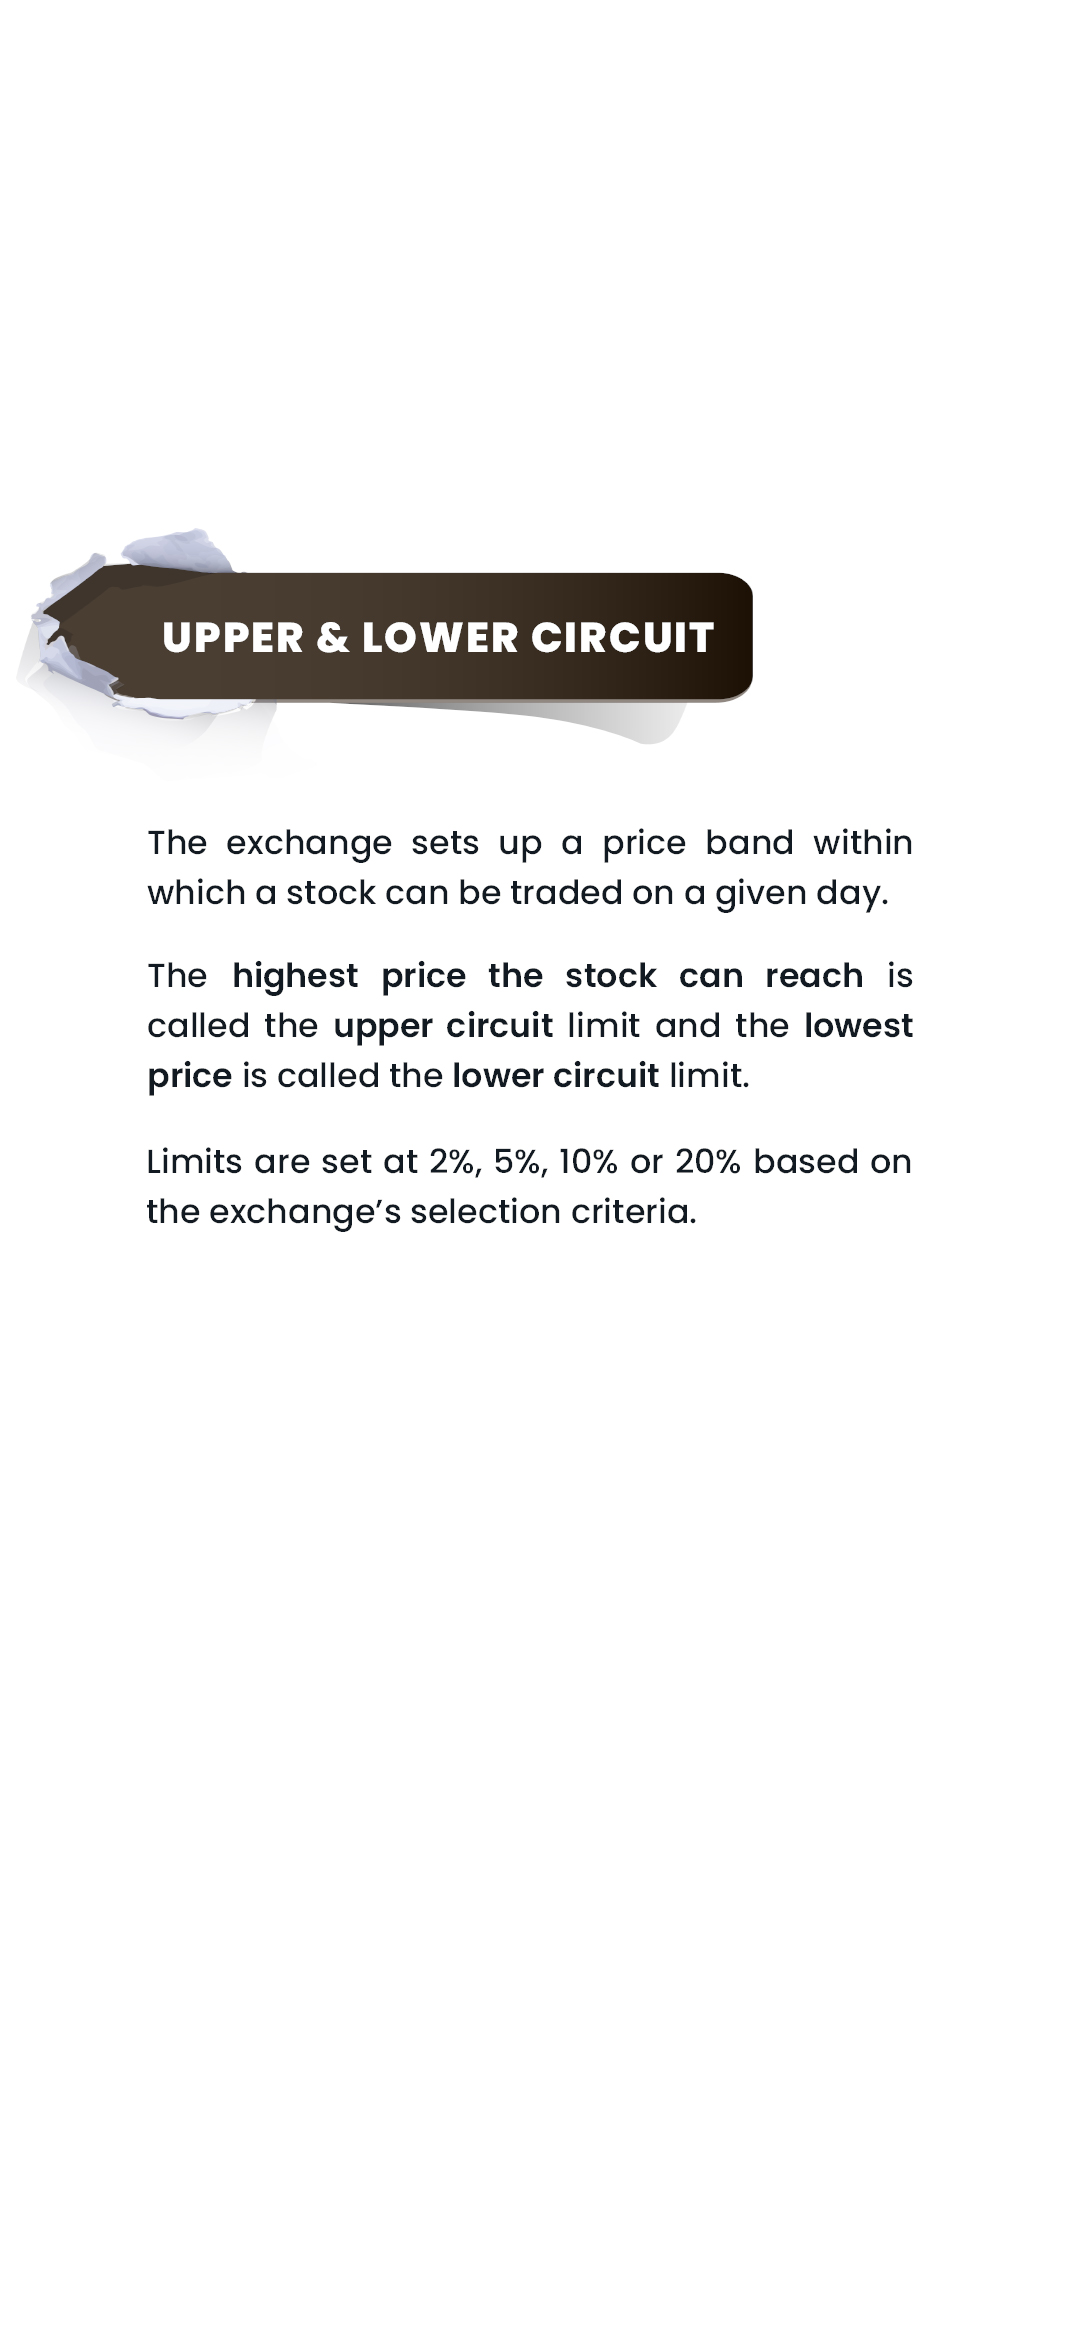 UPPER & LOWER CIRCUIT
The exchange sets up a price band within
which a stock can be traded on a given day.
The highest price the stock can reach is
called the upper circuit limit and the lowest
price is called the lower circuit limit.
Limits are set at 2%, 5%, 10% or 20% based on
the exchange’s selection criteria.